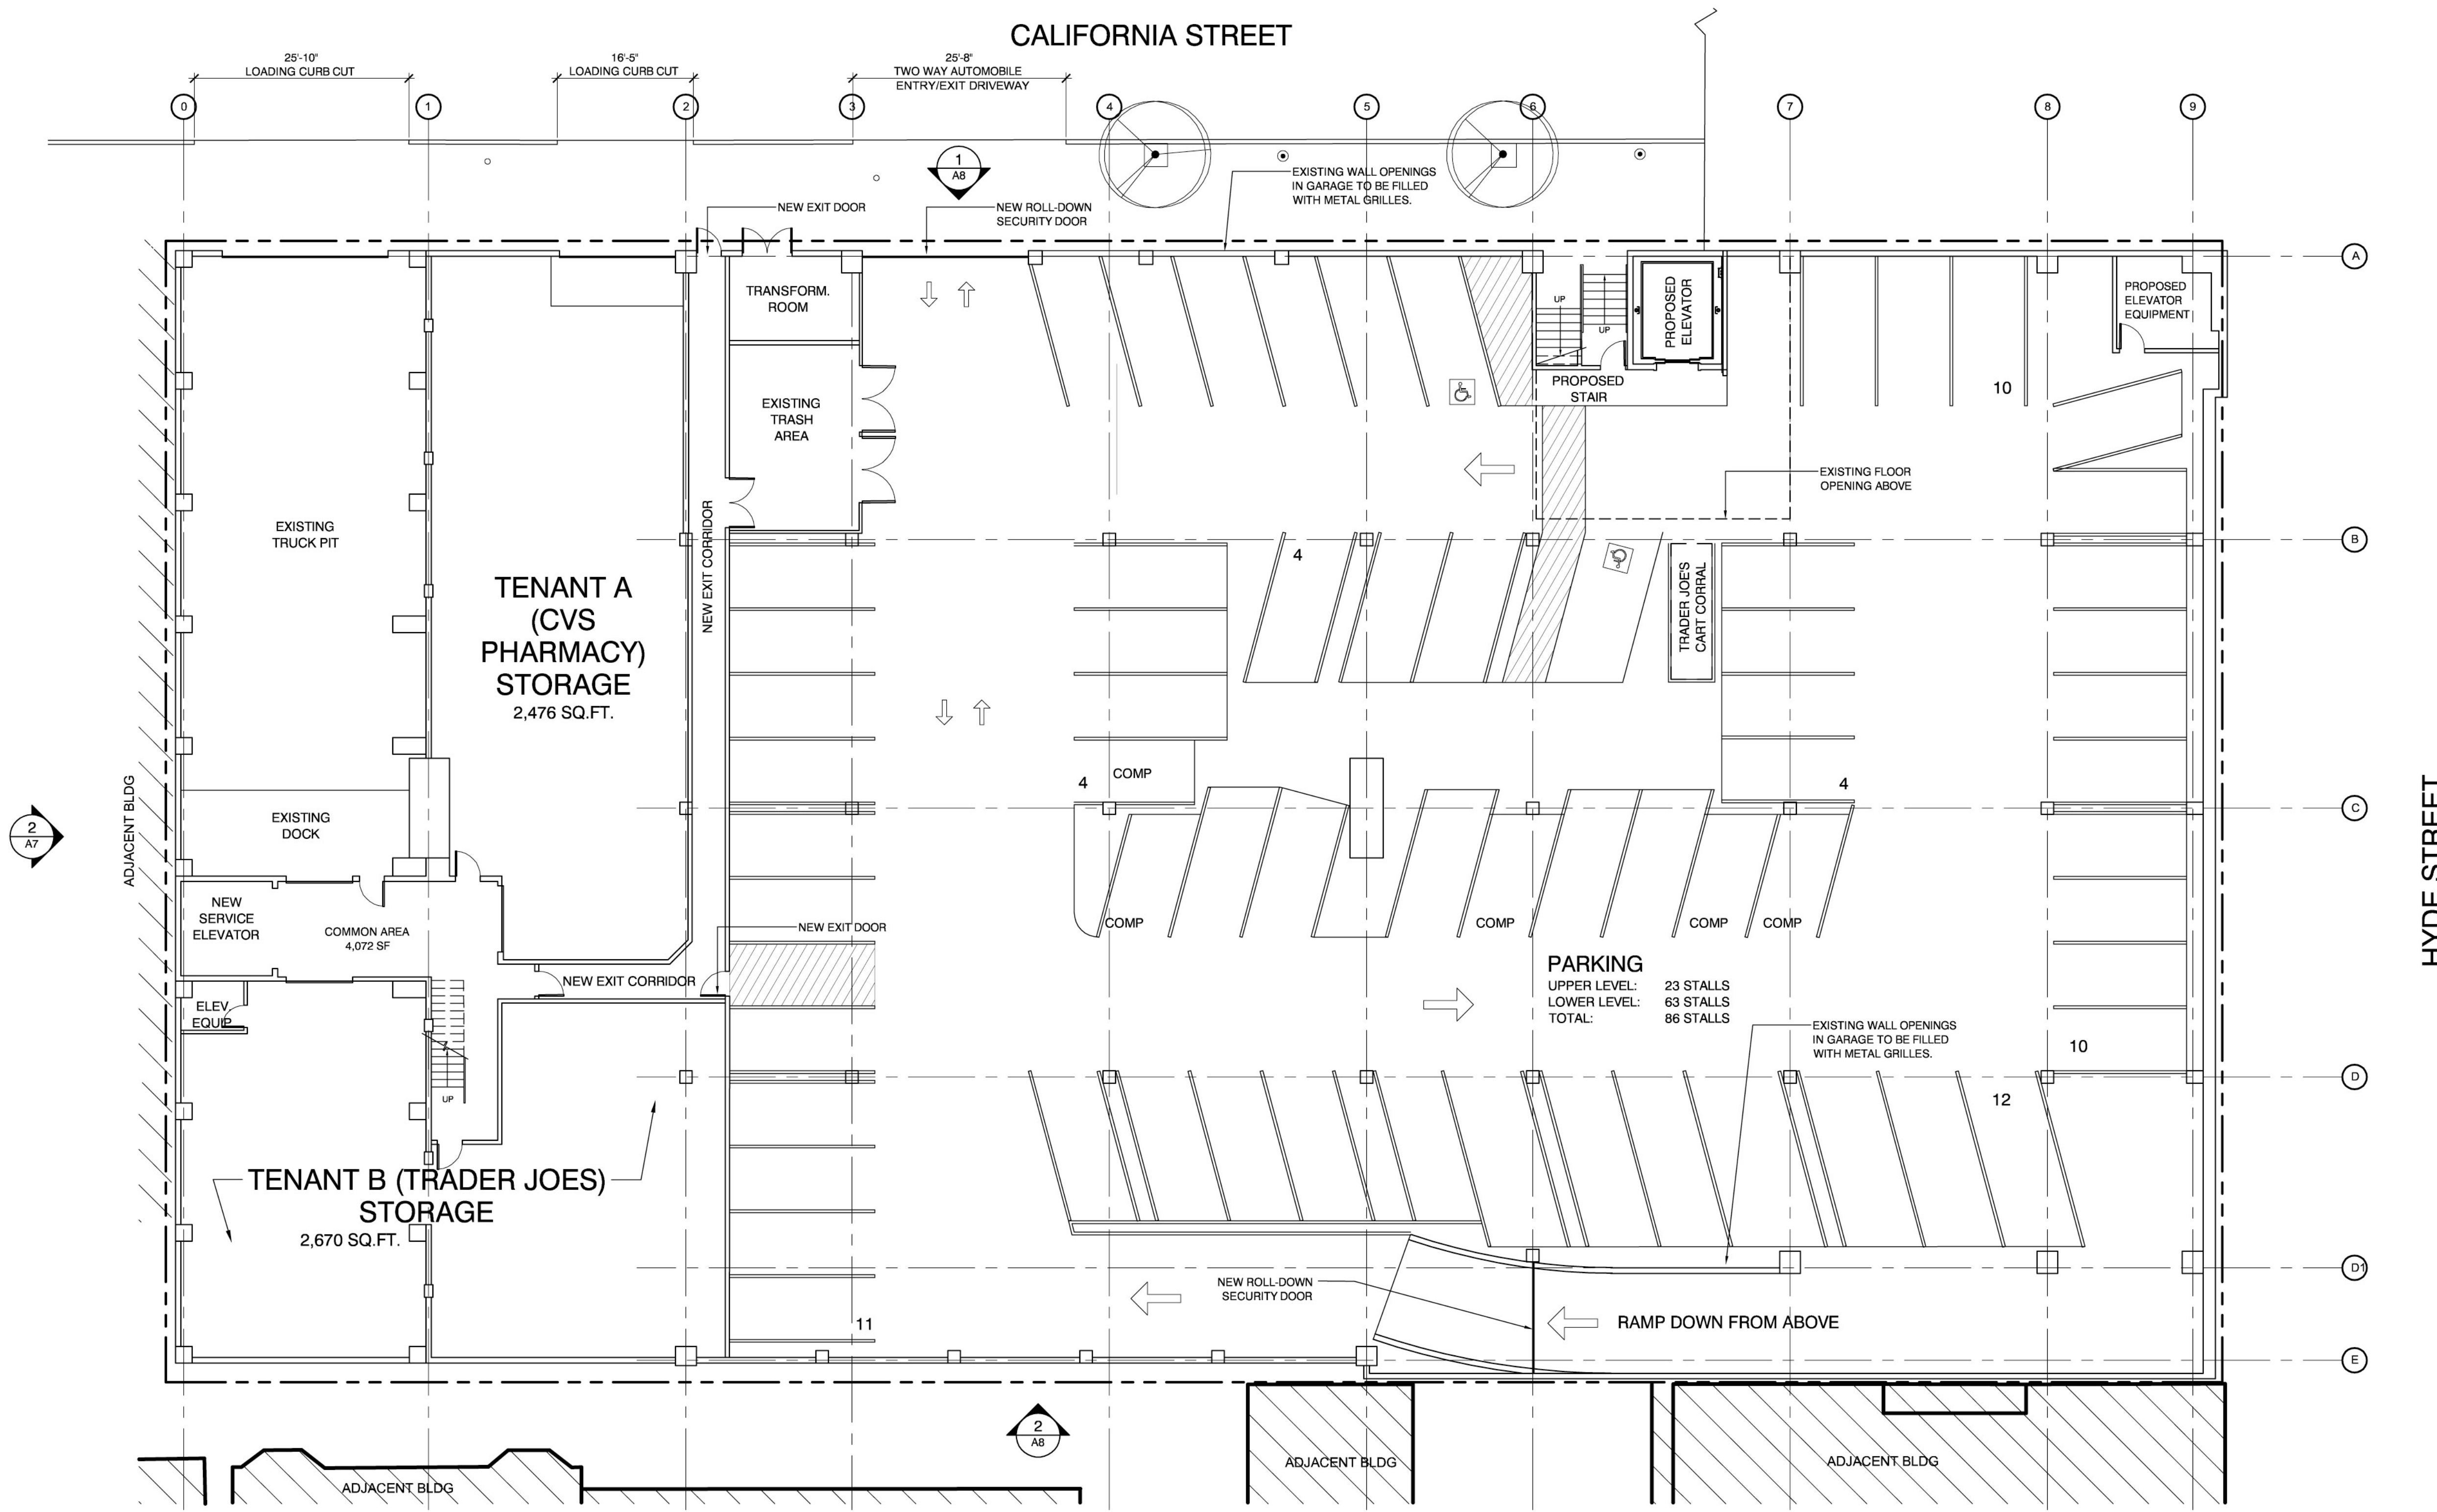 CALIFORNIA STREET
25'-10"
LOADING CURB CUT
16'-5"
LOADING CURB CUT
25'-8"
TWO WAY AUTOMOBILE
ENTRY/EXIT DRIVEWAY
0
1
2
3
4
5
6
7
8
9
1
A8
EXISTING WALL OPENINGS
IN GARAGE TO BE FILLED
WITH METAL GRILLES.
NEW EXIT DOOR
NEW ROLL-DOWN
SECURITY DOOR
A
TRANSFORM.
ROOM
UP
UP
PROPOSED
ELEVATOR
PROPOSED
ELEVATOR
EQUIPMENT
PROPOSED
STAIR
10
EXISTING
TRASH
AREA
EXISTING FLOOR
OPENING ABOVE
EXISTING
TRUCK PIT
NEW EXIT CORRIDOR
B
4
TRADER JOE'S
CART CORRAL
TENANT A
(CVS
PHARMACY)
STORAGE
2,476 SQ.FT.
4
COMP
4
C
HYDE STREET
2
A7
ADJACENT BLDG
EXISTING
DOCK
NEW
SERVICE
ELEVATOR
COMMON AREA
4,072 SF
NEW EXIT DOOR
COMP
COMP
COMP
COMP
NEW EXIT CORRIDOR
PARKING
UPPER LEVEL: 23 STALLS
LOWER LEVEL: 63 STALLS
TOTAL: 86 STALLS
ELEV
EQUIP
EXISTING WALL OPENINGS
IN GARAGE TO BE FILLED
WITH METAL GRILLES.
10
D
UP
12
TENANT B (TRADER JOES)
STORAGE
2,670 SQ.FT.
D1
NEW ROLL-DOWN
SECURITY DOOR
11
RAMP DOWN FROM ABOVE
E
2
A8
ADJACENT BLDG
ADJACENT BLDG
ADJACENT BLDG